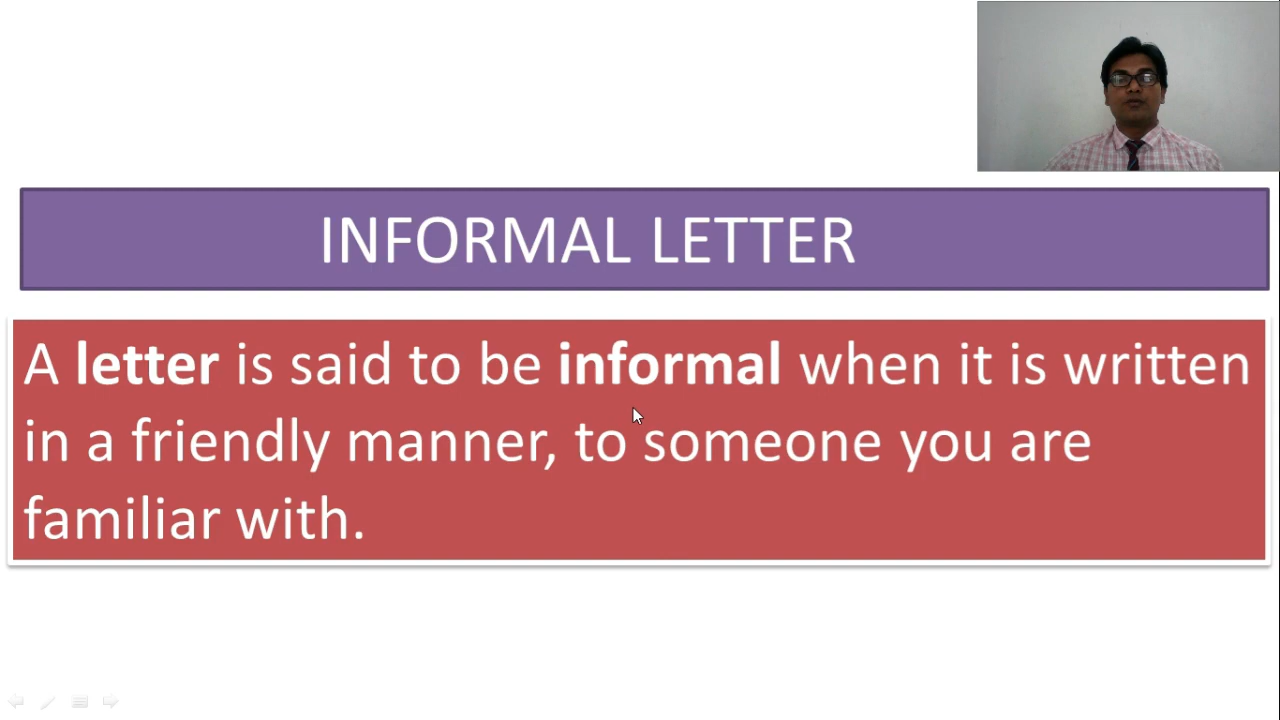 INFORMAL LETTER
A letter is said to be informal when it is written
in a friendly manner, to someone you are
familiar with.